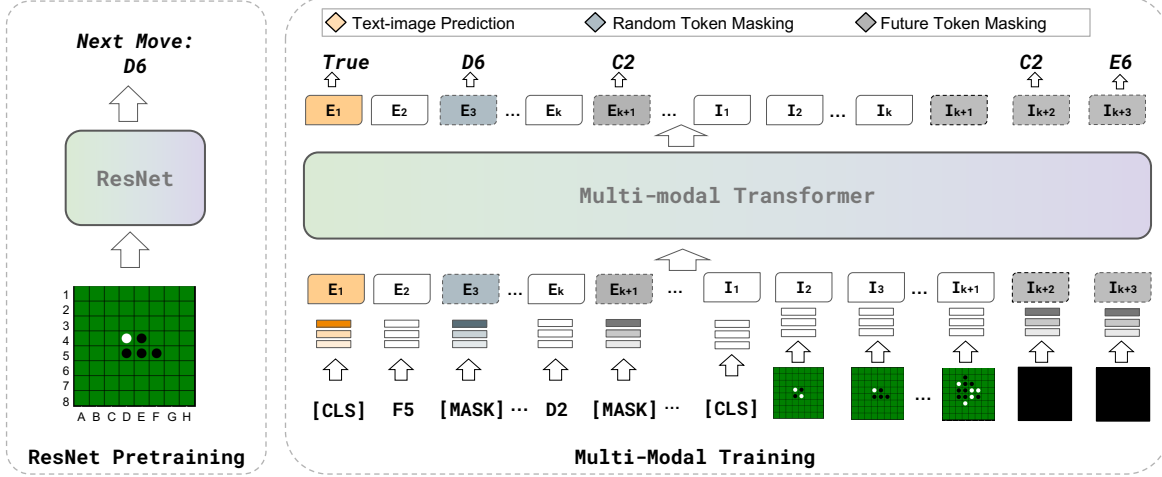 Text-image Prediction Random Token Masking Future Token Masking
Next Move:
D6
True D6 C2 C2 E6
E1 E2 E3 ... Ek Ek+1 ... I1 I2 ... Ik Ik+1 Ik+2 Ik+3
ResNet
Multi-modal Transformer
E1 E2 E3 ... Ek Ek+1 ... I1 I2 I3 ... Ik+1 Ik+2 Ik+3
1
2
3
4
5
6
7
8
A B C D E F G H
[CLS] F5 [MASK] ... D2 [MASK] ... [CLS] ...
ResNet Pretraining
Multi-Modal Training